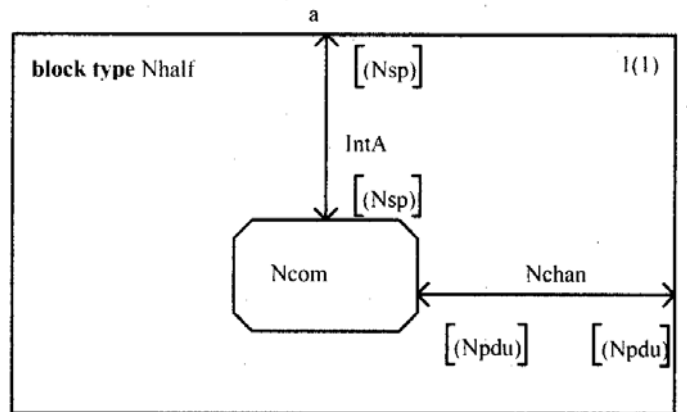 a
block type Nhalf
[(Nsp)]
1(1)
IntA
[(Nsp)]
Ncom
Nchan
[(Npdu)]
[(Npdu)]